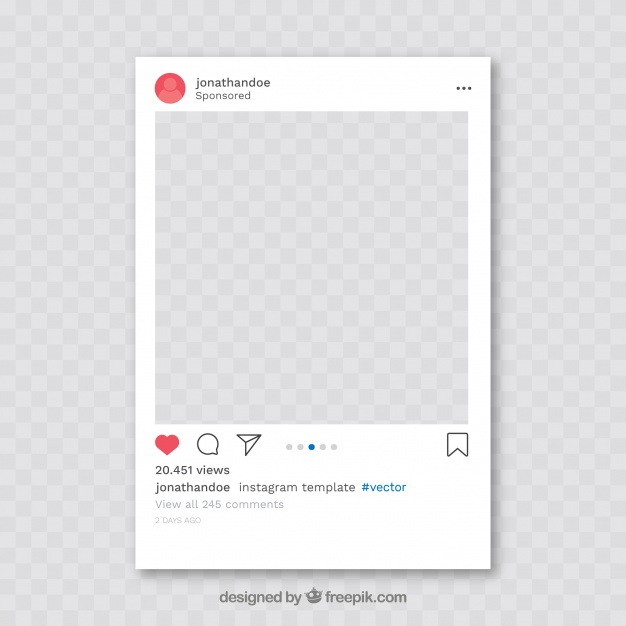 jonathandoe
Sponsored
20.451 views
jonathandoe instagram template #vector
View all 245 comments
2 DAYS AGO
designed by freepik.com